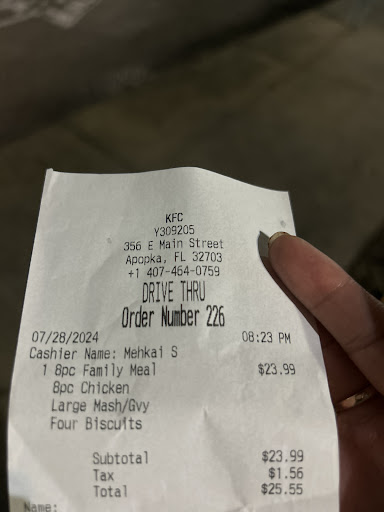 KFC
Y309205
356 E Main Street
Apopka, FL 32703
+1 407-464-0759
DRIVE THRU
Order Number 226
07/28/2024 08:23 PM
Cashier Name: Mehkai S
1 8pc Family Meal $23.99
8pc Chicken
Large Mash/Gvy
Four Biscuits
Subtotal $23.99
Tax $1.56
Total $25.55
Name: